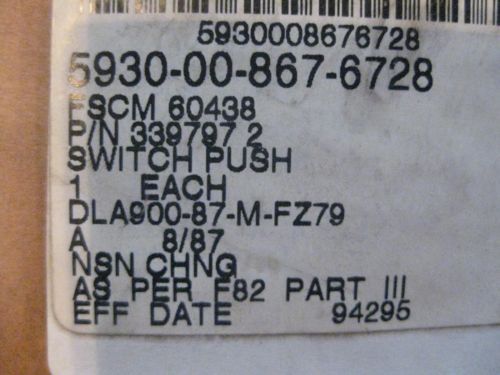 5930008676728
5930-00-867-6728
FSCM 60438
P/N 339797 2
SWITCH PUSH
1 EACH
DLA900-87-M-FZ79
A 8/87
NSN CHNG
AS PER F82 PART III
EFF DATE 94295